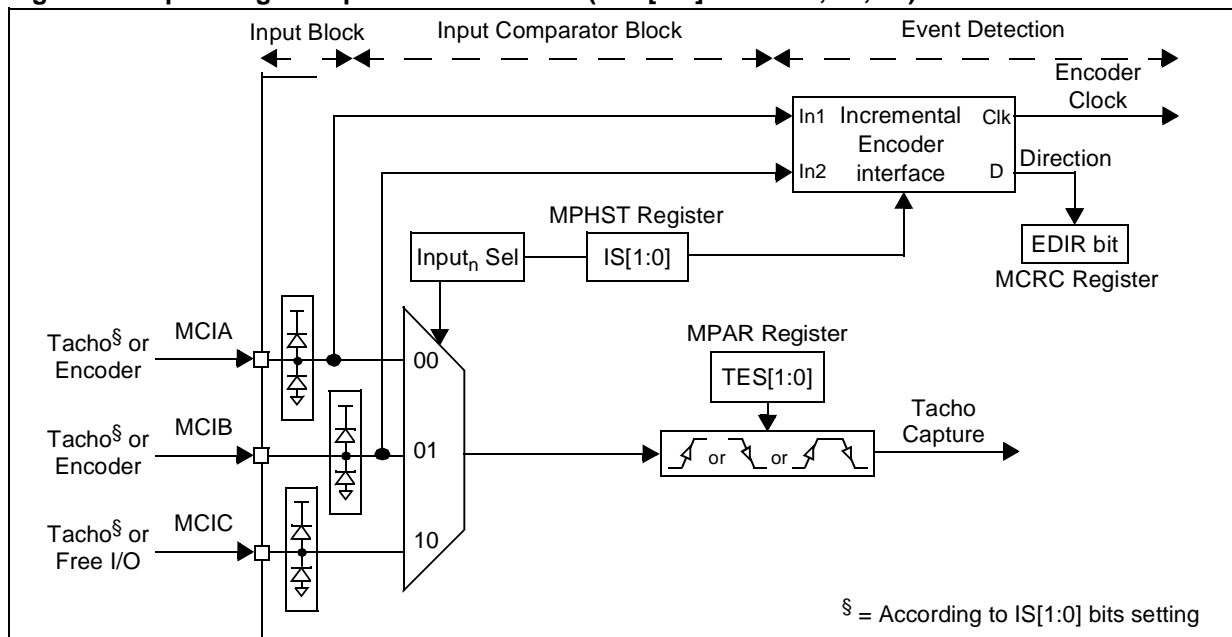 Input Block
Input Comparator Block
Event Detection
Encoder
Clock
In1
Incremental
Clk
Encoder
In2
interface
D
Direction
MPHST Register
Inputn Sel
IS[1:0]
EDIR bit
MCRC Register
Tacho§ or
Encoder
MCIA
00
MPAR Register
TES[1:0]
Tacho§ or
Encoder
MCIB
01
or
or
Tacho
Capture
Tacho§ or
Free I/O
MCIC
10
§ = According to IS[1:0] bits setting